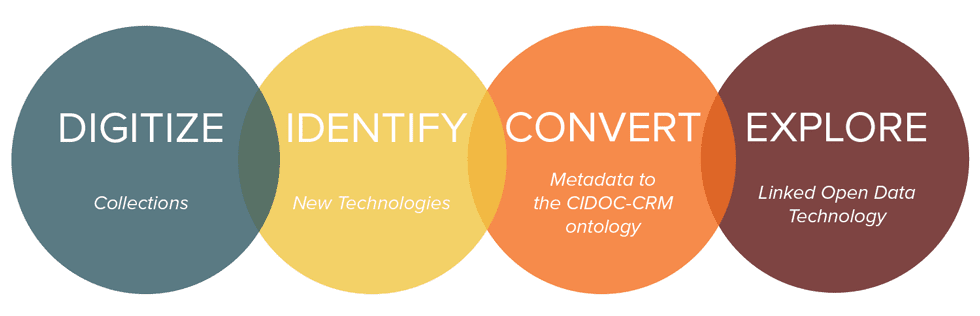 DIGITIZE
Collections
IDENTIFY
New Technologies
CONVERT
Metadata to
the CIDOC-CRM
ontology
EXPLORE
Linked Open Data
Technology